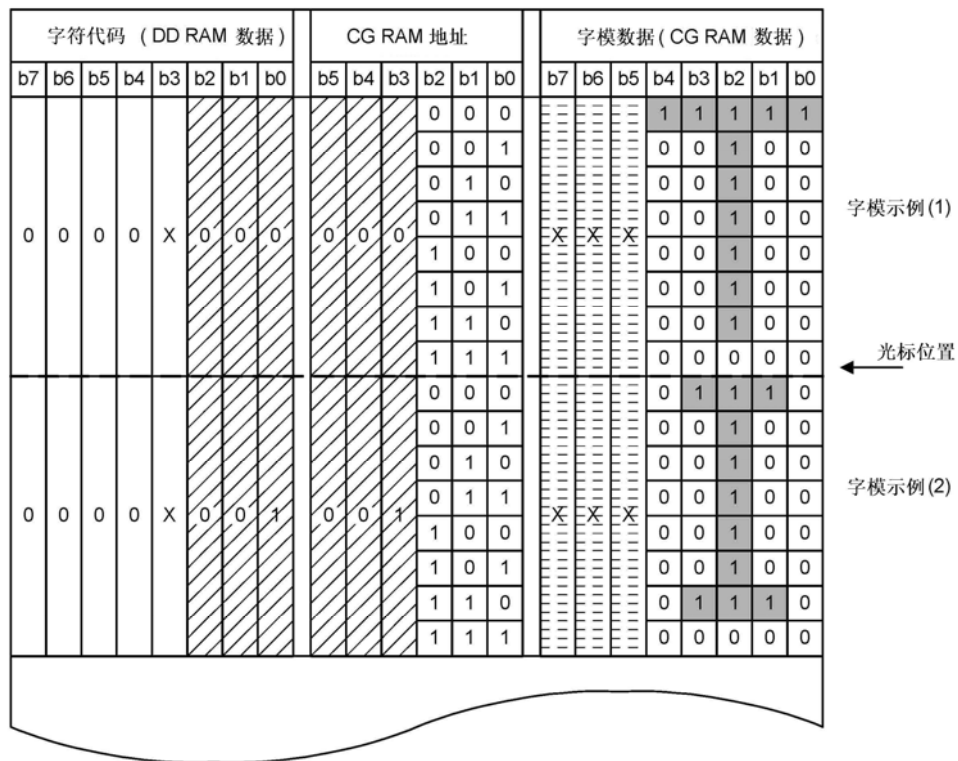 字符代码 （DD RAM 数据） CG RAM 地址 字模数据( CG RAM 数据 )
b7 b6 b5 b4 b3 b2 b1 b0 b5 b4 b3 b2 b1 b0 b7 b6 b5 b4 b3 b2 b1 b0
0 0 0 1 1 1 1 1
0 0 1 0 0 1 0 0
0 1 0 0 0 1 0 0
字模示例(1)
0 1 1 0 0 1 0 0
0 0 0 0 X 0 0 0 0 0 0 X X X
1 0 0 0 0 1 0 0
1 0 1 0 0 1 0 0
1 1 0 0 0 1 0 0
1 1 1 0 0 0 0 0
光标位置
0 0 0 0 1 1 1 0
0 0 1 0 0 1 0 0
0 1 0 0 0 1 0 0
字模示例(2)
0 1 1 0 0 1 0 0
0 0 0 0 X 0 0 1 0 0 1 X X X
1 0 0 0 0 1 0 0
1 0 1 0 0 1 0 0
1 1 0 0 1 1 1 0
1 1 1 0 0 0 0 0